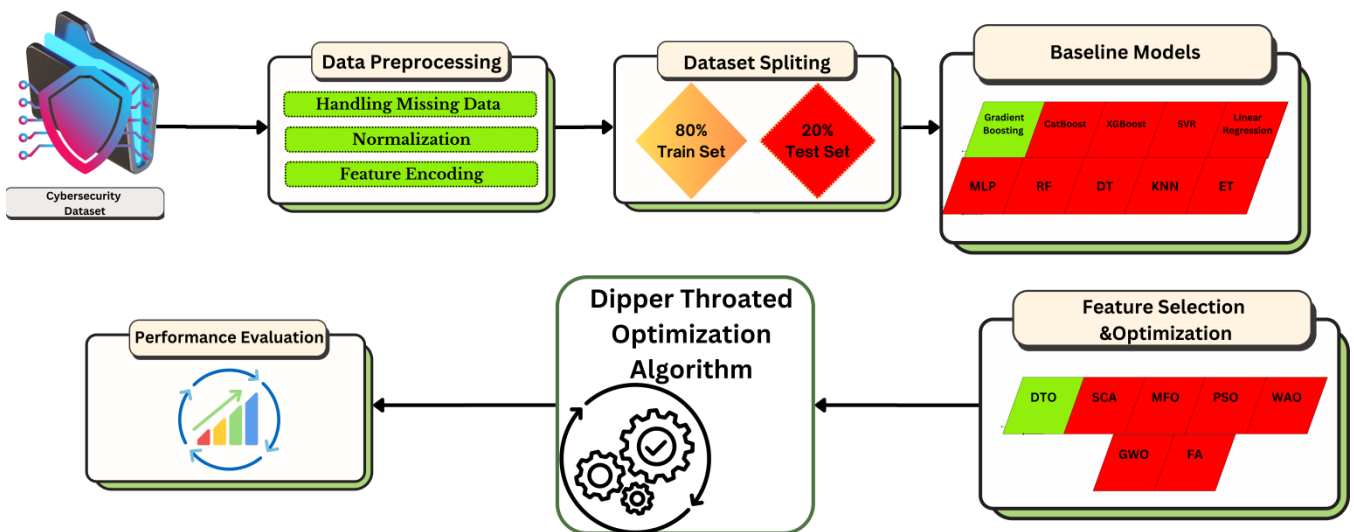 Cybersecurity
Dataset
Data Preprocessing
Handling Missing Data
Normalization
Feature Encoding
Dataset Spliting
80%
Train Set
20%
Test Set
Baseline Models
Gradient
Boosting
CatBoost
XGBoost
SVR
Linear
Regression
MLP
RF
DT
KNN
ET
Feature Selection
&Optimization
DTO
SCA
MFO
PSO
WAO
GWO
FA
Dipper Throated
Optimization
Algorithm
Performance Evaluation